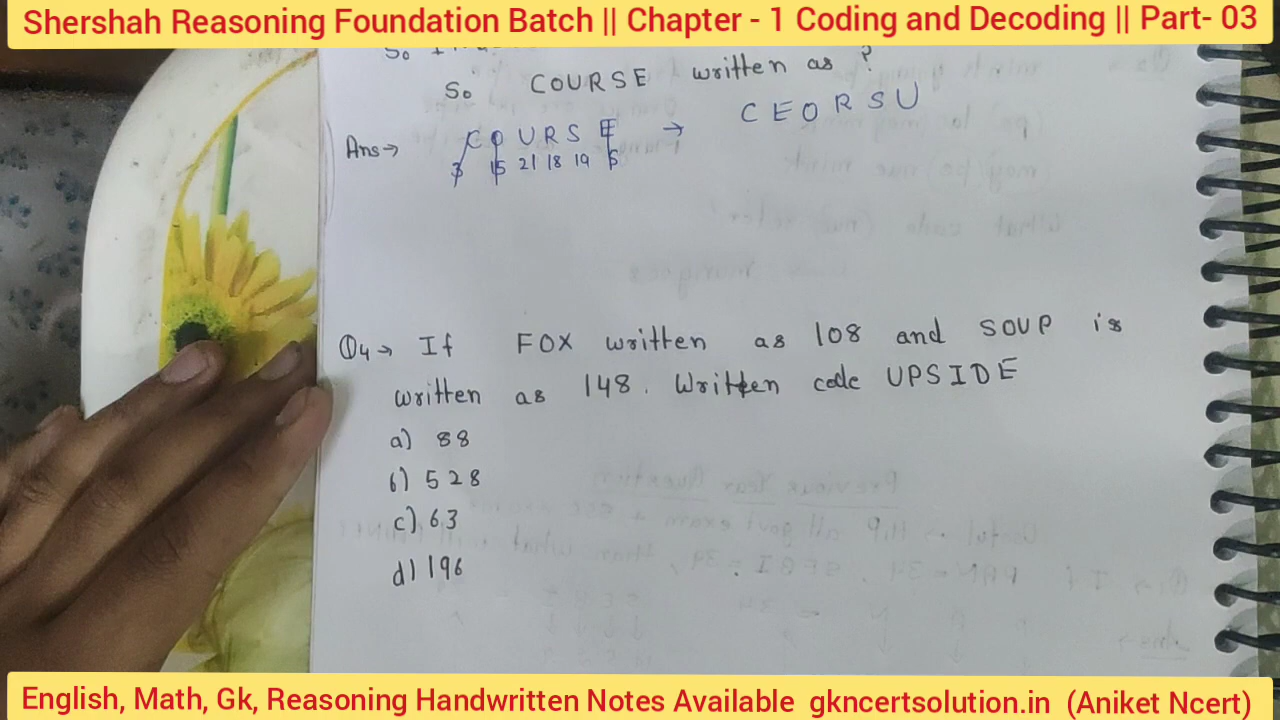 Shershah Reasoning Foundation Batch || Chapter - 1 Coding and Decoding || Part- 03
So
So COURSE written as ?
Ans→ COURSE → CEORSU
3 15 21 18 19 5
Q4→ If FOX written as 108 and SOUP is
written as 148. Written code UPSIDE
a) 88
b) 528
c) 63
d) 196
English, Math, Gk, Reasoning Handwritten Notes Available gkncertsolution.in (Aniket Ncert)